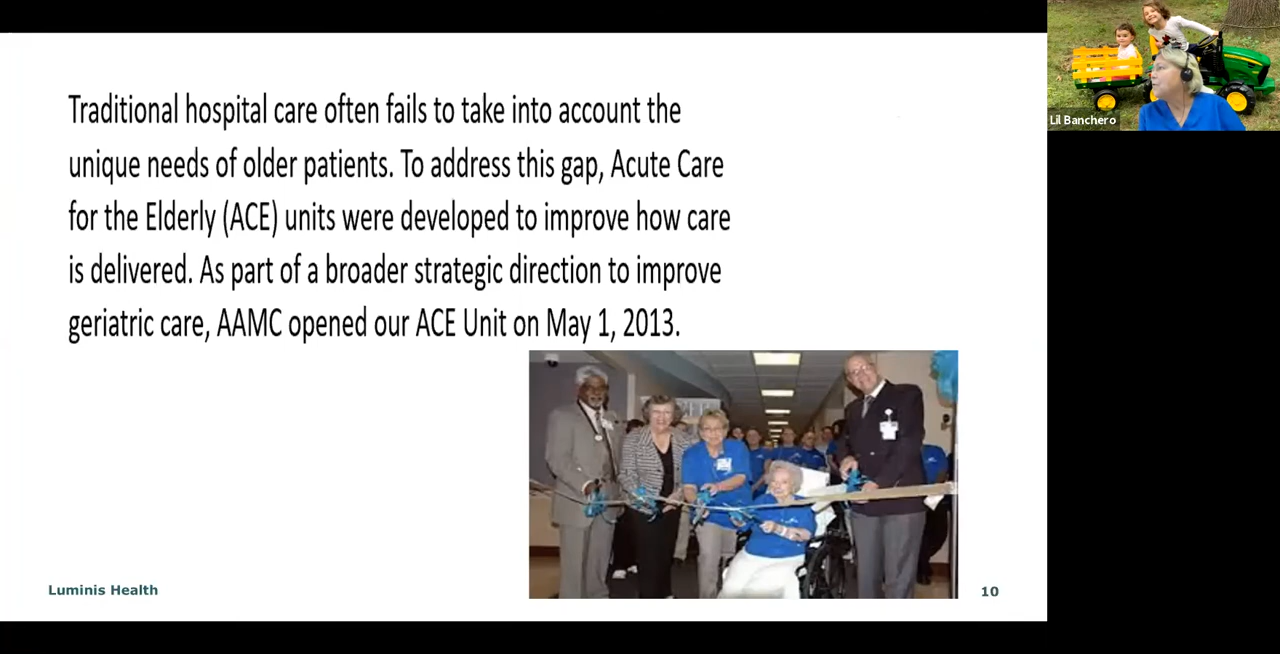 Traditional hospital care often fails to take into account the
unique needs of older patients. To address this gap, Acute Care
for the Elderly (ACE) units were developed to improve how care
is delivered. As part of a broader strategic direction to improve
geriatric care, AAMC opened our ACE Unit on May 1, 2013.
Luminis Health
10
Lil Banchero